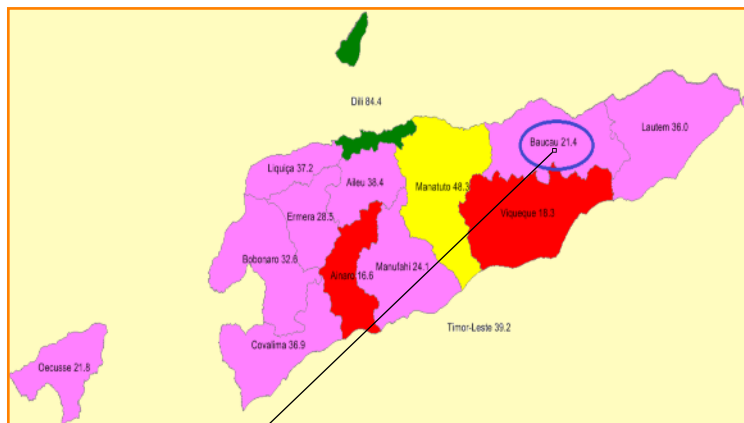 Dili 84.4
Lautem 36.0
Baucau 21.4
Liquiça 37.2
Aileu 38.4
Manatuto 48.3
Ermera 28.5
Viqueque 18.3
Bobonaro 32.6
Ainaro 16.6
Manufahi 24.1
Timor-Leste 39.2
Covalima 36.9
Oecusse 21.8